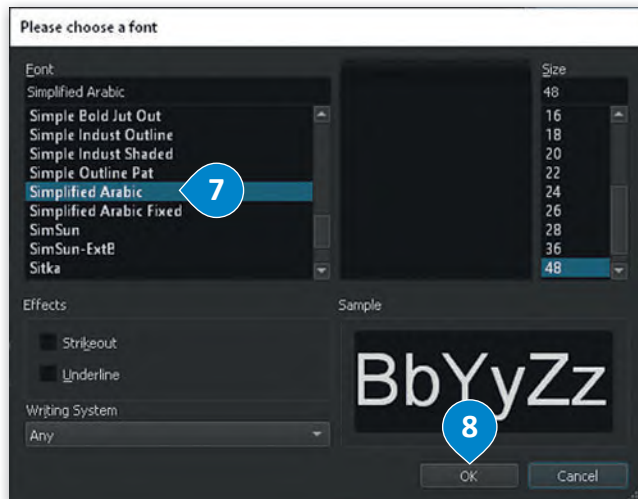 Please choose a font
Font
Size
Simplified Arabic
48
Simple Bold Jut Out
Simple Indust Outline
Simple Indust Shaded
Simple Outline Pat
Simplified Arabic
Simplified Arabic Fixed
SimSun
SimSun-ExtB
Sitka
16
18
20
22
24
26
28
36
48
7
Effects
Sample
Strikeout
Underline
BbYyZz
Writing System
Any
8
OK
Cancel